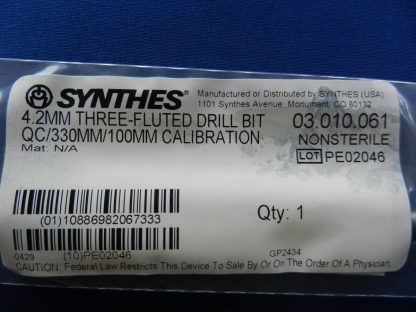 SYNTHES® Manufactured or Distributed by SYNTHES (USA)
1101 Synthes Avenue, Monument, CO 80132
4.2MM THREE-FLUTED DRILL BIT 03.010.061
QC/330MM/100MM CALIBRATION NONSTERILE
Mat: N/A LOT PE02046
(01)10886982067333 Qty: 1
0429 (10)PE02046 GP2434
CAUTION: Federal Law Restricts This Device To Sale By Or On The Order Of A Physician.